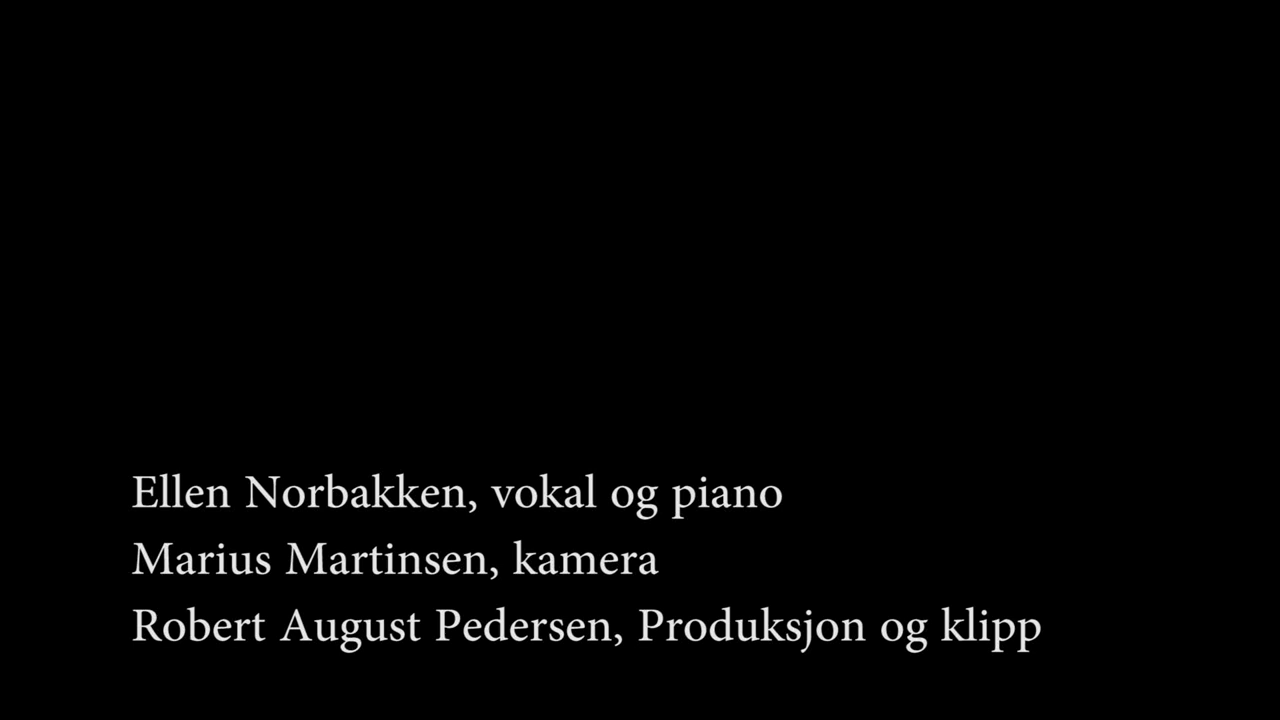 Ellen Norbakken, vokal og piano
Marius Martinsen, kamera
Robert August Pedersen, Produksjon og klipp